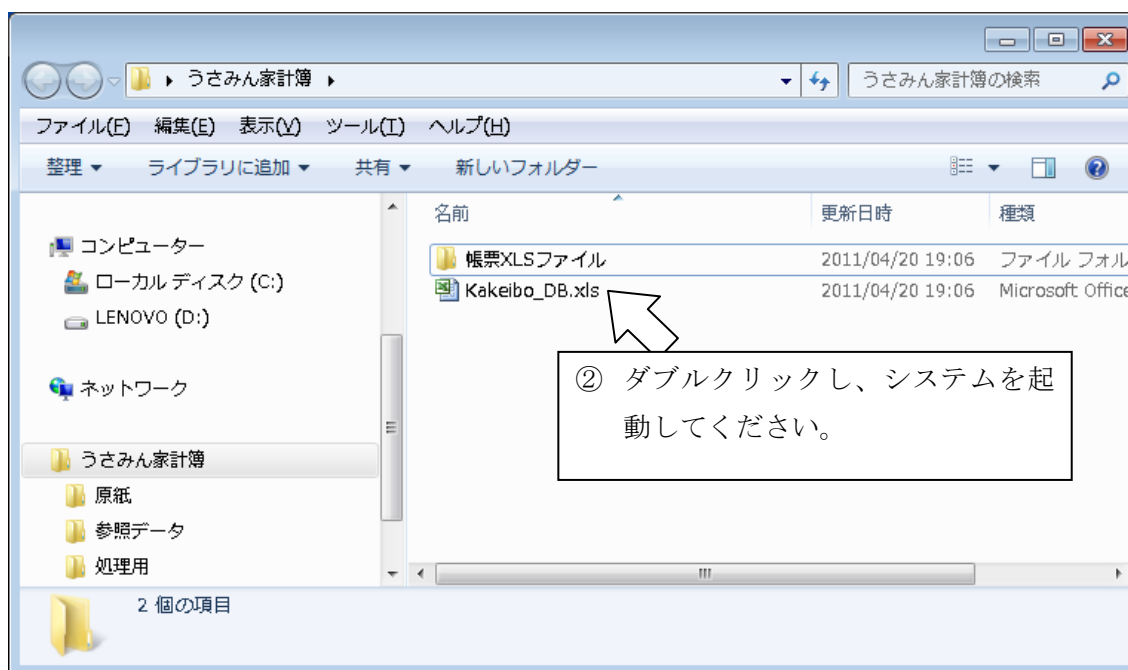 うさみん家計簿
うさみん家計簿の検索
ファイル(F) 編集(E) 表示(V) ツール(T) ヘルプ(H)
整理 ライブラリに追加 共有 新しいフォルダー
名前 更新日時 種類
コンピューター
ローカル ディスク (C:)
LENOVO (D:)
ネットワーク
うさみん家計簿
原紙
参照データ
処理用
帳票XLSファイル 2011/04/20 19:06 ファイル フォル
Kakeibo_DB.xls 2011/04/20 19:06 Microsoft Office
② ダブルクリックし、システムを起
動してください。
2 個の項目